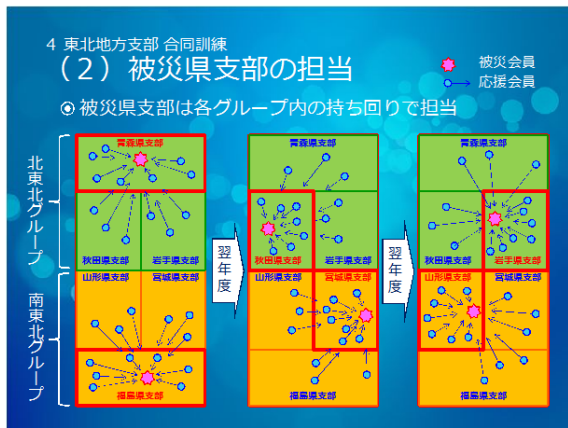 4 東北地方支部 合同訓練
（２）被災県支部の担当
被災会員
応援会員
◉ 被災県支部は各グループ内の持ち回りで担当
北東北グループ
南東北グループ
青森県支部
秋田県支部
岩手県支部
山形県支部
宮城県支部
福島県支部
翌年度
青森県支部
秋田県支部
岩手県支部
山形県支部
宮城県支部
福島県支部
翌年度
青森県支部
秋田県支部
岩手県支部
山形県支部
宮城県支部
福島県支部